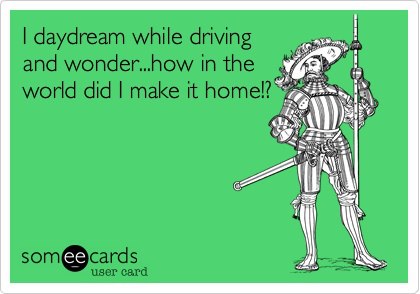 I daydream while driving
and wonder...how in the
world did I make it home!?
someecards
user card